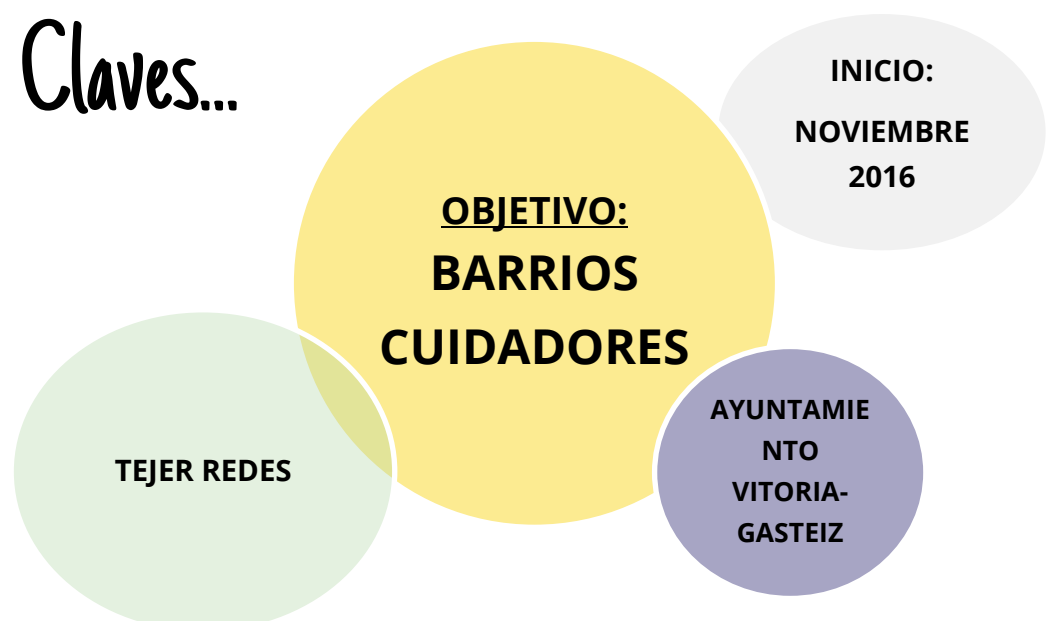 Claves...
INICIO:
NOVIEMBRE
2016
OBJETIVO:
BARRIOS
CUIDADORES
TEJER REDES
AYUNTAMIE
NTO
VITORIA-
GASTEIZ